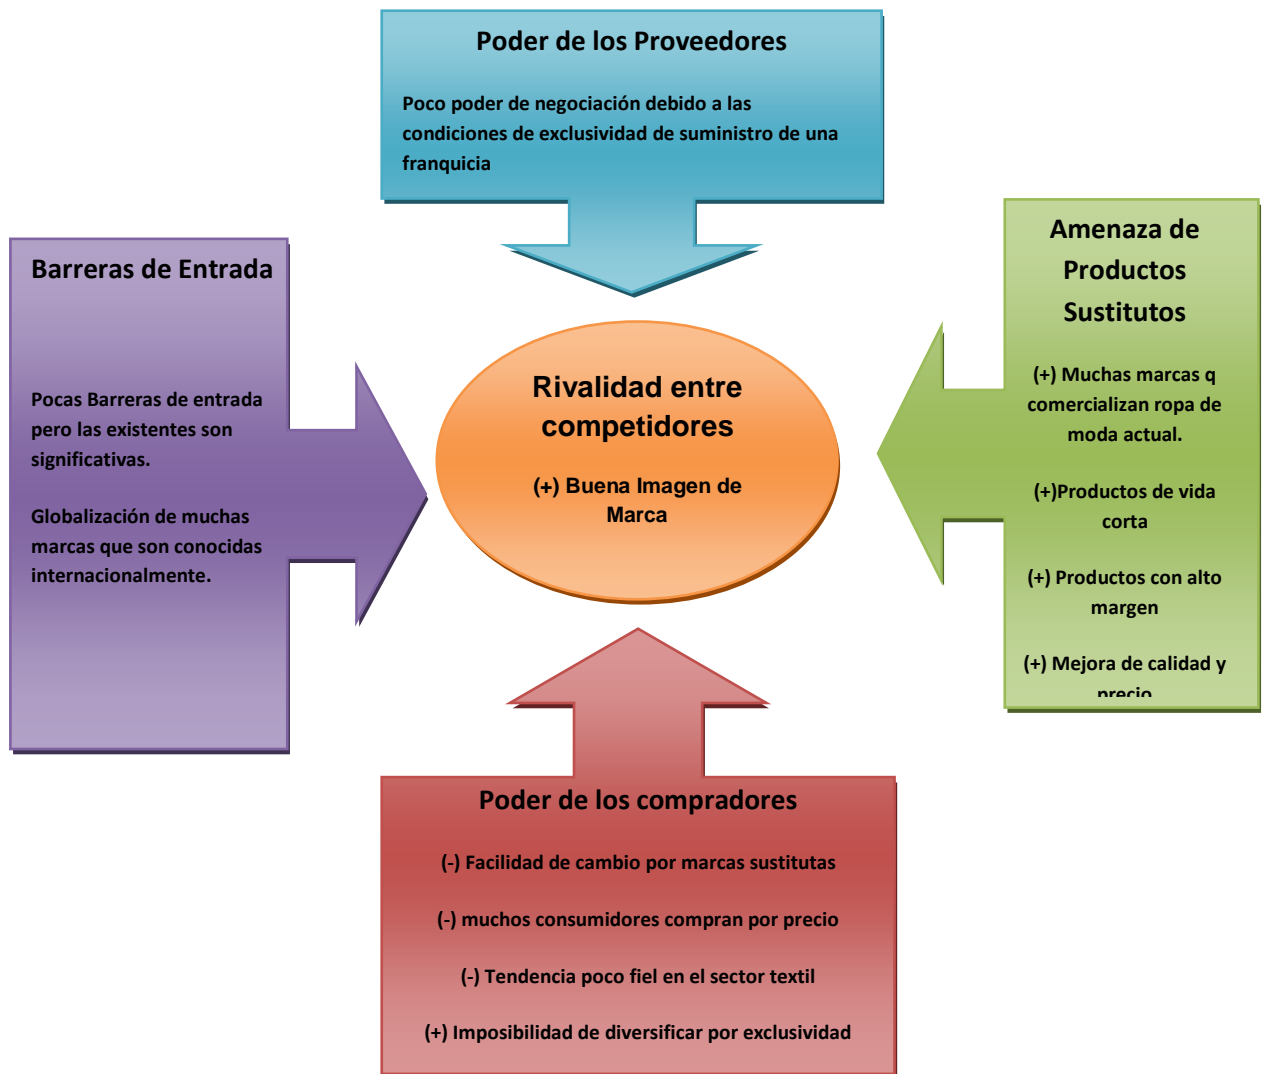 Poder de los Proveedores
Poco poder de negociación debido a las
condiciones de exclusividad de suministro de una
franquicia
Barreras de Entrada
Pocas Barreras de entrada
pero las existentes son
significativas.
Globalización de muchas
marcas que son conocidas
internacionalmente.
Rivalidad entre
competidores
(+) Buena Imagen de
Marca
Amenaza de
Productos
Sustitutos
(+) Muchas marcas q
comercializan ropa de
moda actual.
(+)Productos de vida
corta
(+) Productos con alto
margen
(+) Mejora de calidad y
precio
Poder de los compradores
(-) Facilidad de cambio por marcas sustitutas
(-) muchos consumidores compran por precio
(-) Tendencia poco fiel en el sector textil
(+) Imposibilidad de diversificar por exclusividad